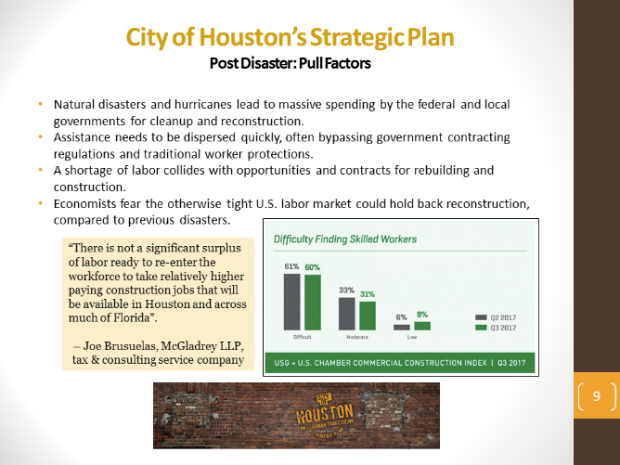 City of Houston's Strategic Plan
Post Disaster: Pull Factors
• Natural disasters and hurricanes lead to massive spending by the federal and local
governments for cleanup and reconstruction.
• Assistance needs to be dispersed quickly, often bypassing government contracting
regulations and traditional worker protections.
• A shortage of labor collides with opportunities and contracts for rebuilding and
construction.
• Economists fear the otherwise tight U.S. labor market could hold back reconstruction,
compared to previous disasters.
"There is not a significant surplus
of labor ready to re-enter the
workforce to take relatively higher
paying construction jobs that will
be available in Houston and across
much of Florida".
– Joe Brusuelas, McGladrey LLP,
tax & consulting service company
Difficulty Finding Skilled Workers
61% 60%
33% 31%
6% 9%
Difficult Moderate Low
Q2 2017
Q3 2017
USG + U.S. CHAMBER COMMERCIAL CONSTRUCTION INDEX | Q3 2017
HOUSTON
9